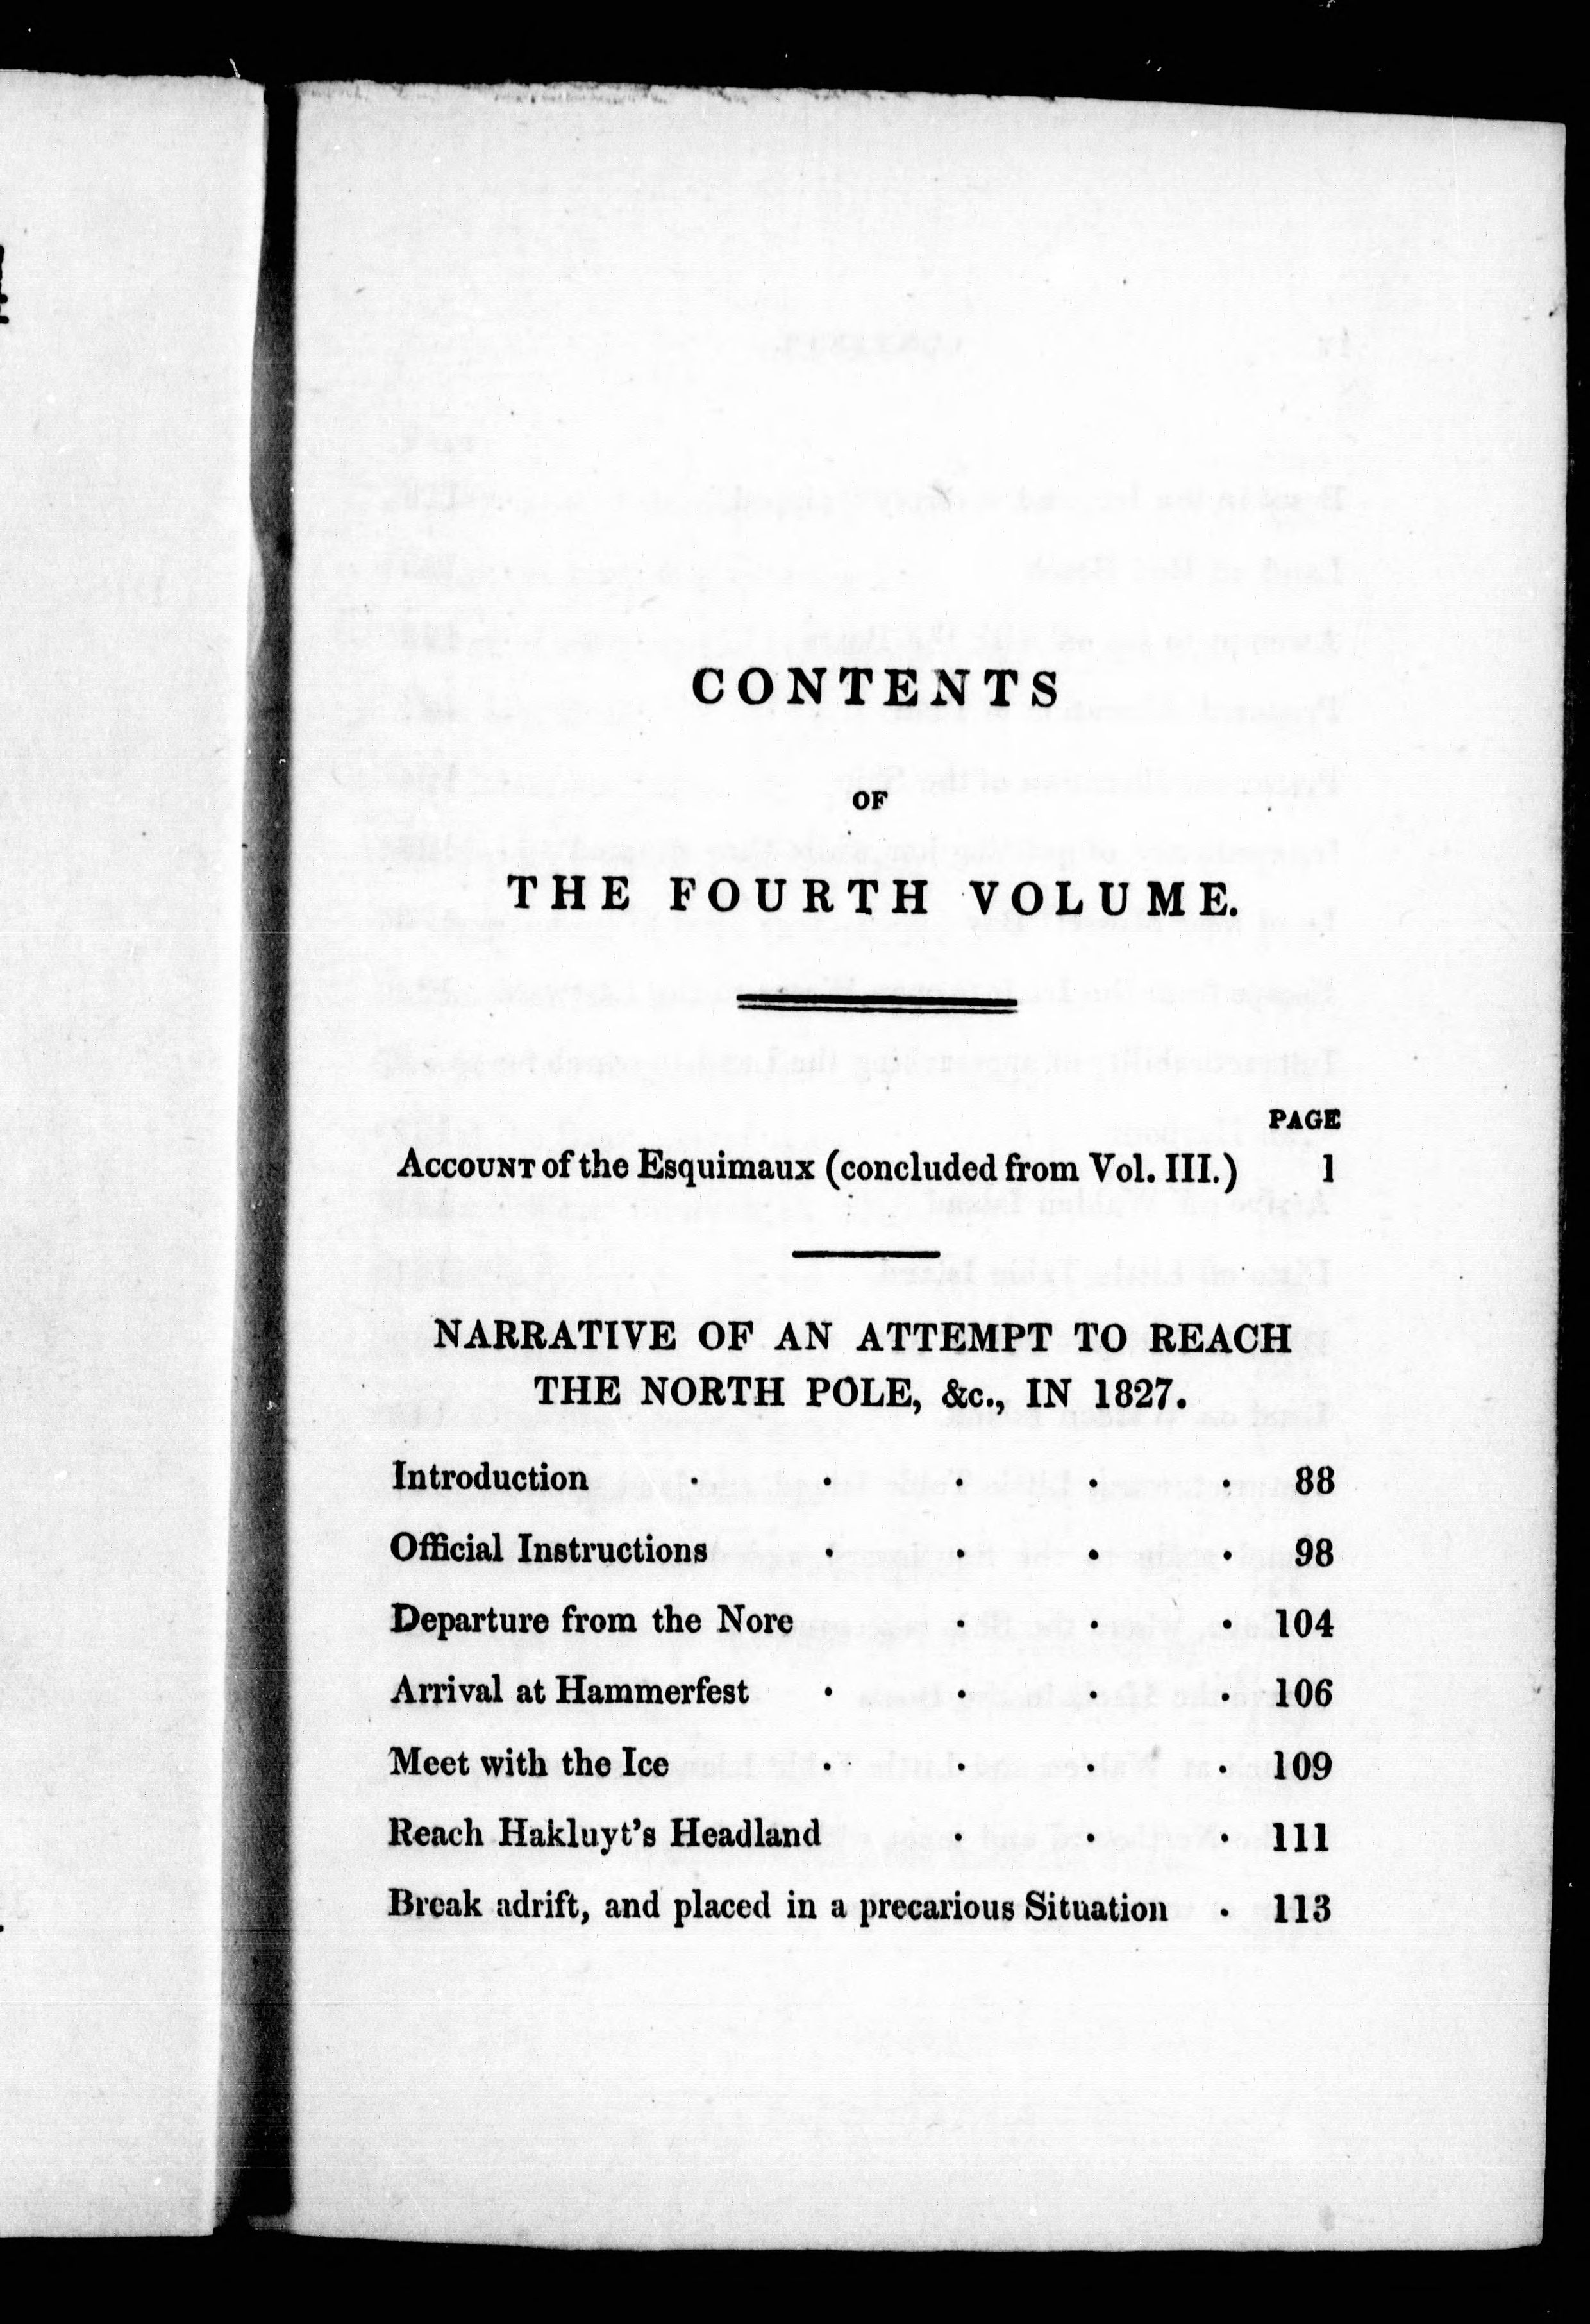 CONTENTS
OF
THE FOURTH VOLUME.
PAGE
ACCOUNT of the Esquimaux (concluded from Vol. III.) 1
NARRATIVE OF AN ATTEMPT TO REACH
THE NORTH POLE, &c., IN 1827.
Introduction . . . . . 88
Official Instructions . . . . 98
Departure from the Nore . . . 104
Arrival at Hammerfest . . . . 106
Meet with the Ice . . . . 109
Reach Hakluyt's Headland . . . 111
Break adrift, and placed in a precarious Situation . 113